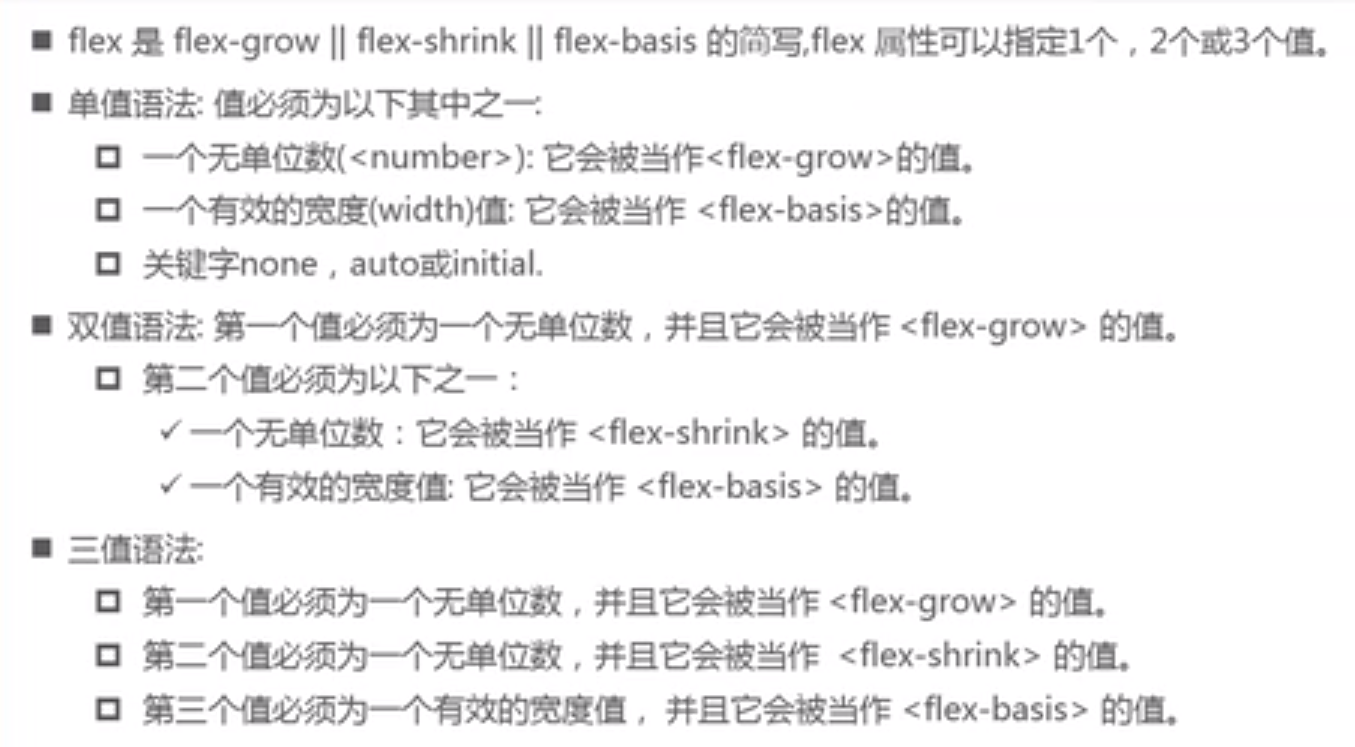 ■ flex 是 flex-grow || flex-shrink || flex-basis 的简写,flex 属性可以指定1个，2个或3个值。
■ 单值语法: 值必须为以下其中之一:
□ 一个无单位数(<number>): 它会被当作<flex-grow>的值。
□ 一个有效的宽度(width)值: 它会被当作 <flex-basis>的值。
□ 关键字none，auto或initial.
■ 双值语法: 第一个值必须为一个无单位数，并且它会被当作 <flex-grow> 的值。
□ 第二个值必须为以下之一：
✓ 一个无单位数：它会被当作 <flex-shrink> 的值。
✓ 一个有效的宽度值: 它会被当作 <flex-basis> 的值。
■ 三值语法:
□ 第一个值必须为一个无单位数，并且它会被当作 <flex-grow> 的值。
□ 第二个值必须为一个无单位数，并且它会被当作 <flex-shrink> 的值。
□ 第三个值必须为一个有效的宽度值， 并且它会被当作 <flex-basis> 的值。